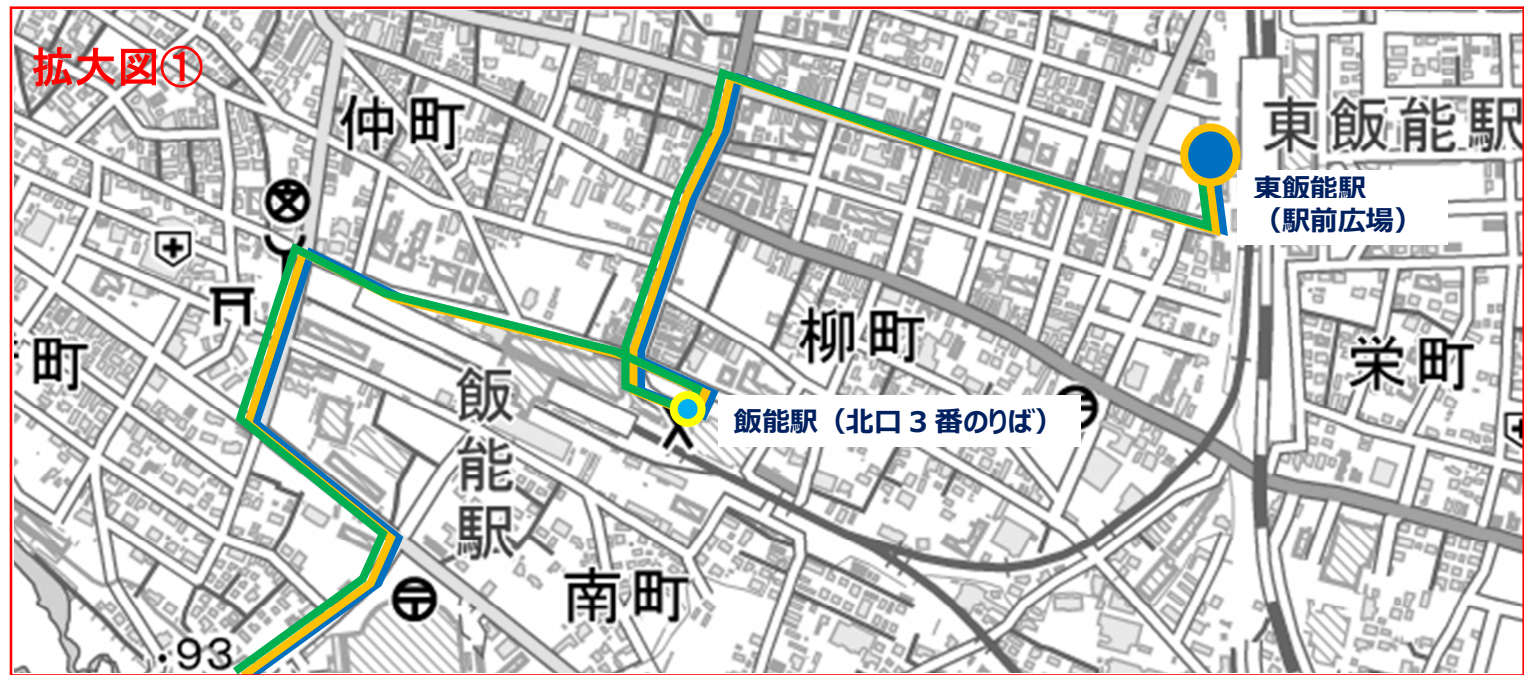 拡大図①
仲町
東飯能駅
東飯能駅
（駅前広場）
柳町
栄町
町
飯能駅
飯能駅（北口３番のりば）
南町
・93